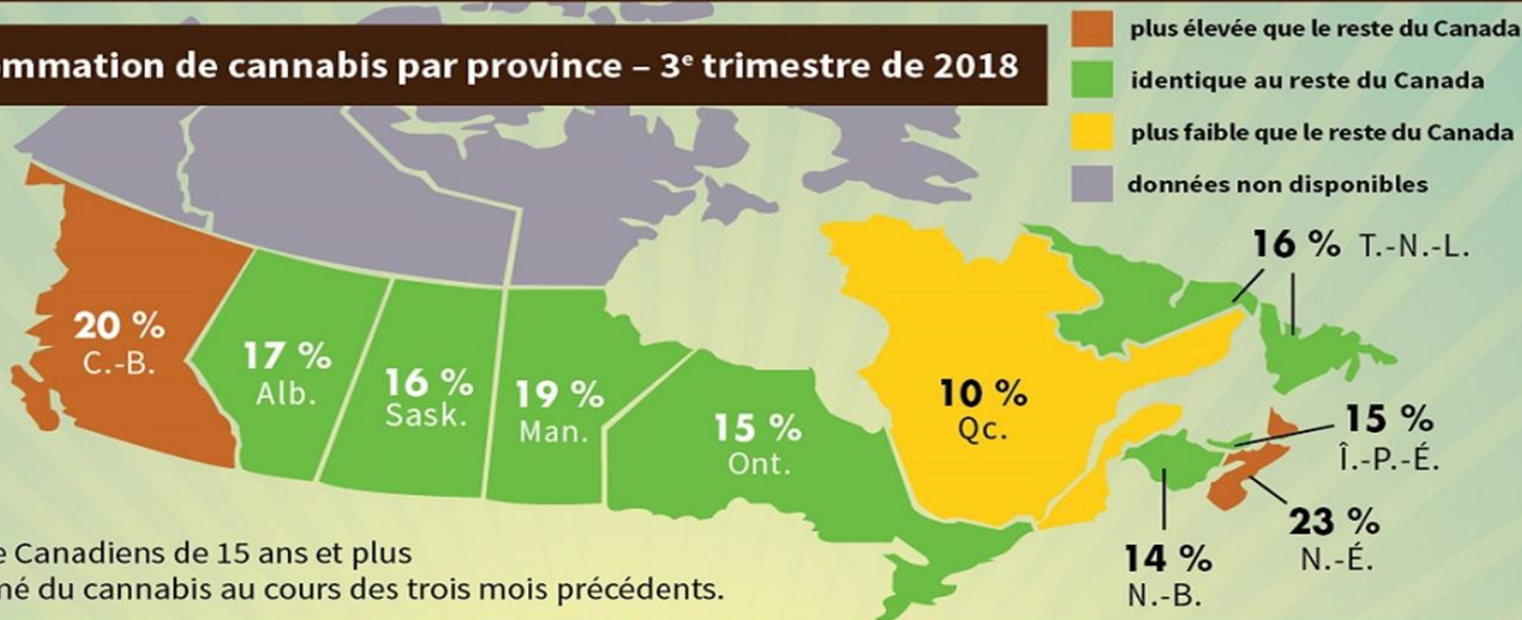 ommation de cannabis par province – 3e trimestre de 2018
plus élevée que le reste du Canada
identique au reste du Canada
plus faible que le reste du Canada
données non disponibles
16 % T.-N.-L.
20 %
C.-B.
17 %
Alb.
16 %
Sask.
19 %
Man.
15 %
Ont.
10 %
Qc.
15 %
Î.-P.-É.
23 %
N.-É.
14 %
N.-B.
e Canadiens de 15 ans et plus
né du cannabis au cours des trois mois précédents.